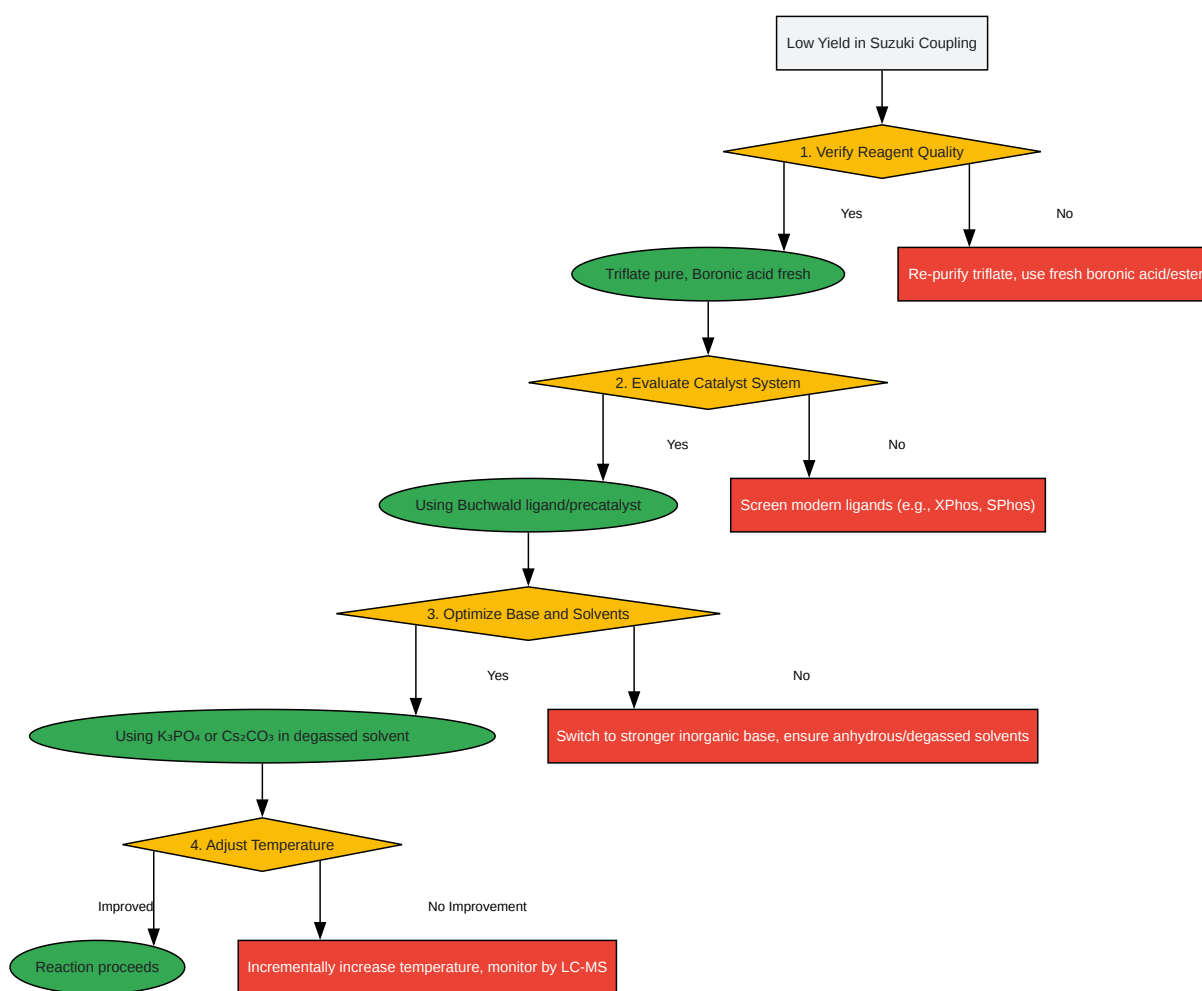 Low Yield in Suzuki Coupling
1. Verify Reagent Quality
Yes
No
Triflate pure, Boronic acid fresh
Re-purify triflate, use fresh boronic acid/ester
2. Evaluate Catalyst System
Yes
No
Using Buchwald ligand/precatalyst
Screen modern ligands (e.g., XPhos, SPhos)
3. Optimize Base and Solvents
Yes
No
Using K₃PO₄ or Cs₂CO₃ in degassed solvent
Switch to stronger inorganic base, ensure anhydrous/degassed solvents
4. Adjust Temperature
Improved
No Improvement
Reaction proceeds
Incrementally increase temperature, monitor by LC-MS